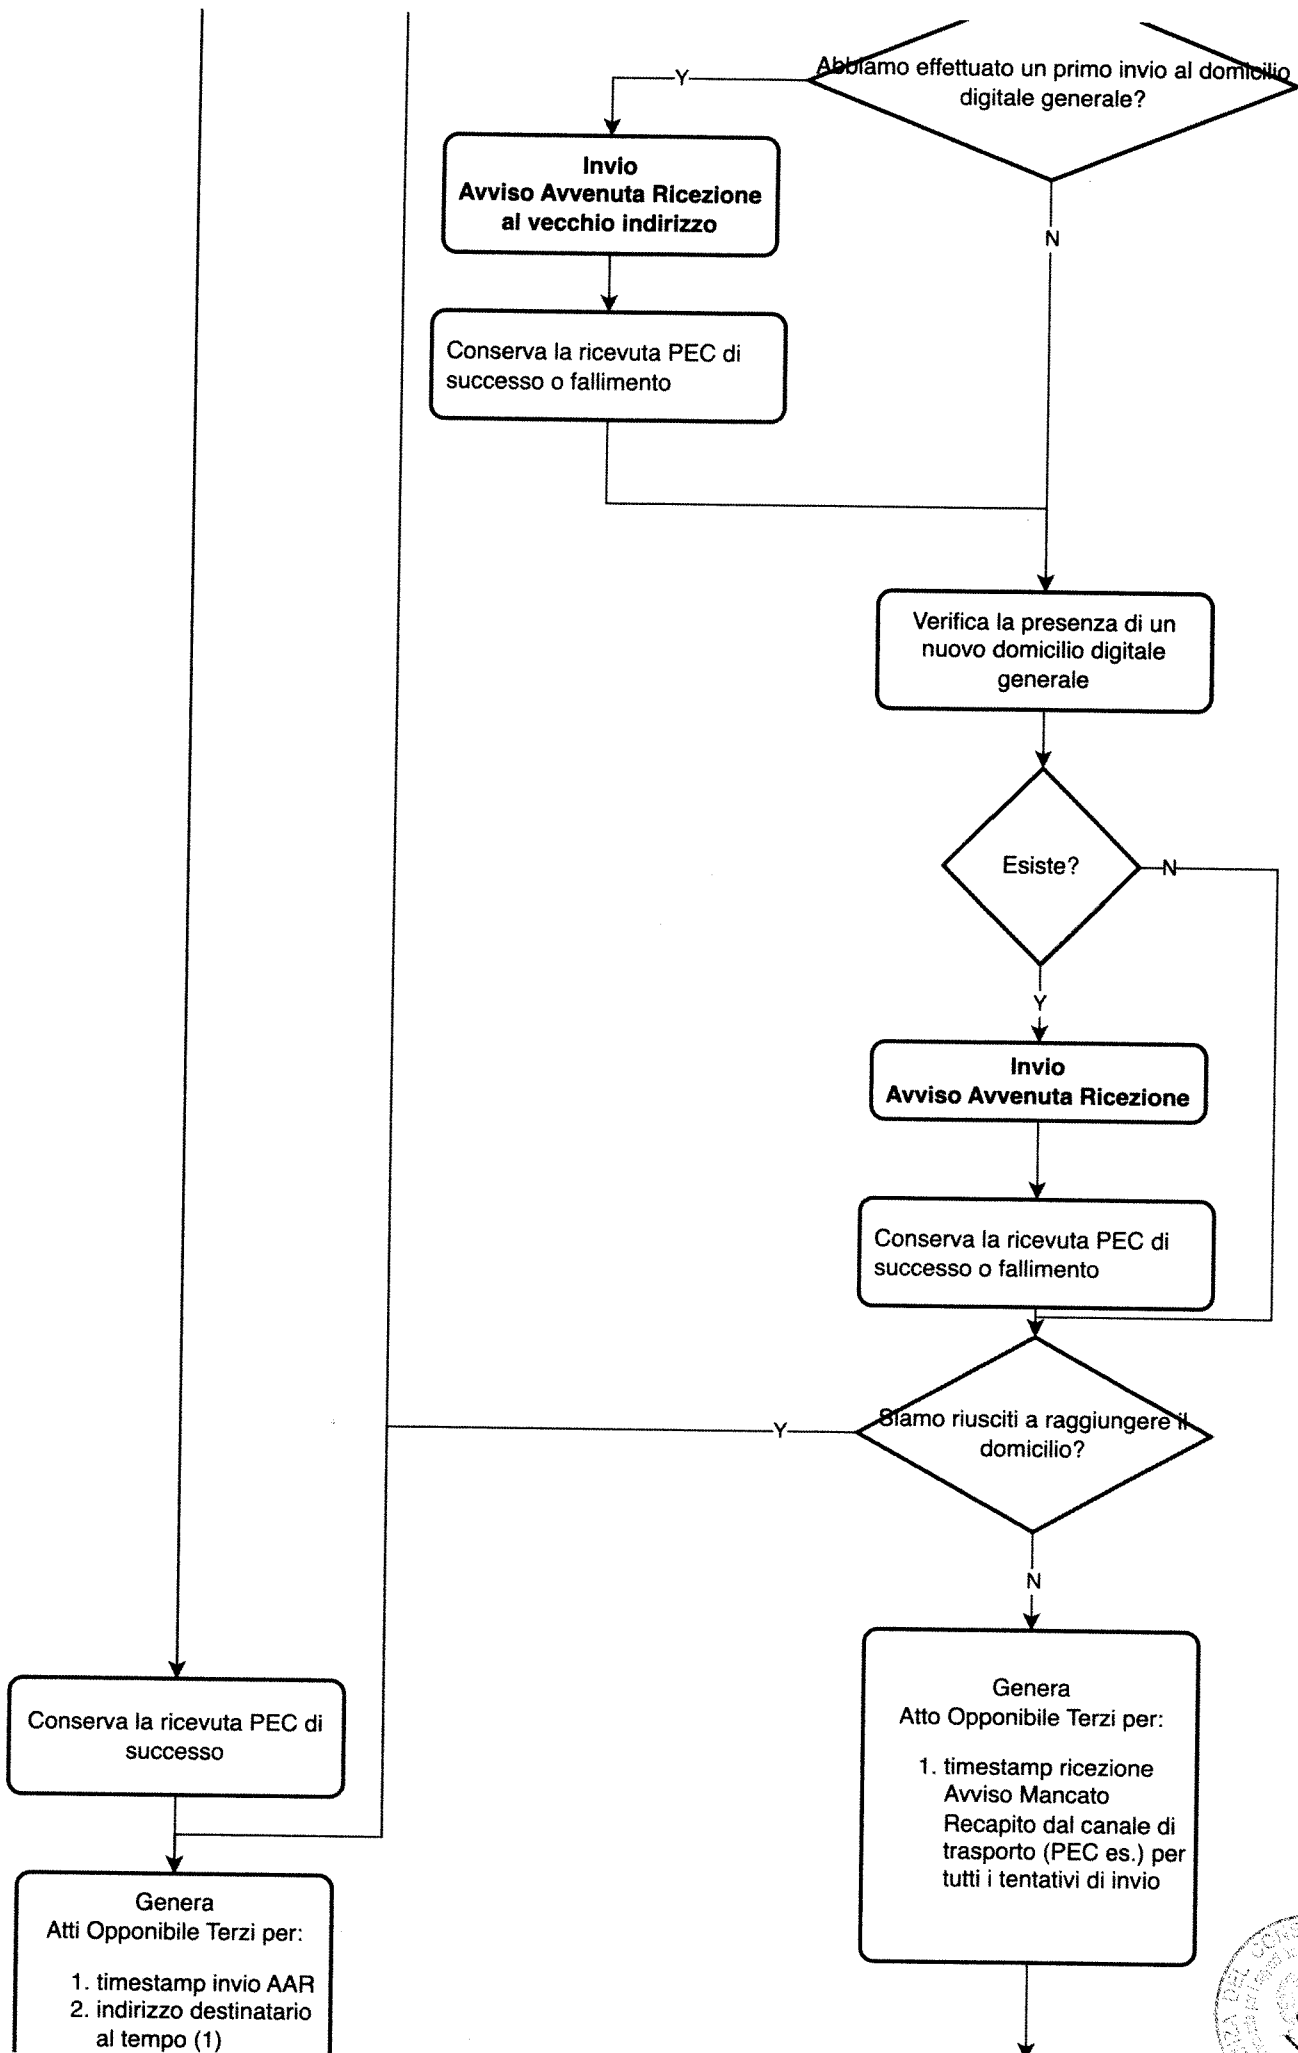 Abbiamo effettuato un primo invio al domicilio
digitale generale?
Y
Invio
Avviso Avvenuta Ricezione
al vecchio indirizzo
N
Conserva la ricevuta PEC di
successo o fallimento
Verifica la presenza di un
nuovo domicilio digitale
generale
Esiste?
N
Y
Invio
Avviso Avvenuta Ricezione
Conserva la ricevuta PEC di
successo o fallimento
Siamo riusciti a raggiungere il
domicilio?
Y
N
Genera
Atto Opponibile Terzi per:
1. timestamp ricezione
Avviso Mancato
Recapito dal canale di
trasporto (PEC es.) per
tutti i tentativi di invio
Conserva la ricevuta PEC di
successo
Genera
Atti Opponibile Terzi per:
1. timestamp invio AAR
2. indirizzo destinatario
al tempo (1)
DEL CONS